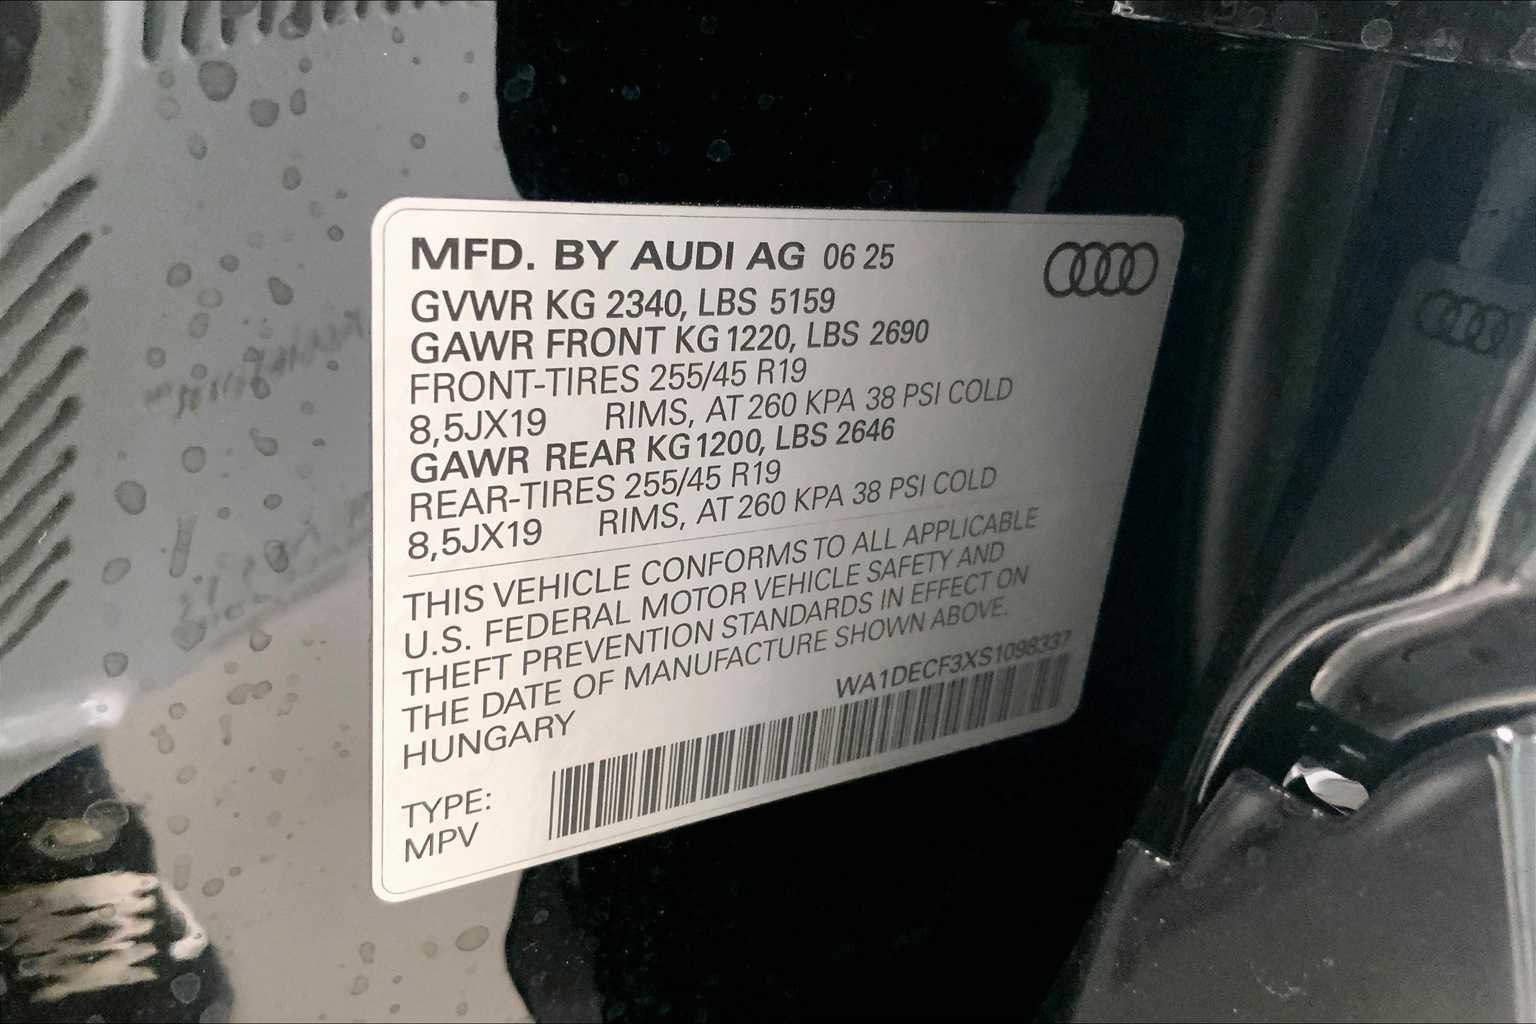 MFD. BY AUDI AG 06 25
GVWR KG 2340, LBS 5159
GAWR FRONT KG 1220, LBS 2690
FRONT-TIRES 255/45 R19
8,5JX19 RIMS, AT 260 KPA 38 PSI COLD
GAWR REAR KG 1200, LBS 2646
REAR-TIRES 255/45 R19
8,5JX19 RIMS, AT 260 KPA 38 PSI COLD
THIS VEHICLE CONFORMS TO ALL APPLICABLE
U.S. FEDERAL MOTOR VEHICLE SAFETY AND
THEFT PREVENTION STANDARDS IN EFFECT ON
THE DATE OF MANUFACTURE SHOWN ABOVE.
HUNGARY
WA1DECF3XS1098337
TYPE:
MPV